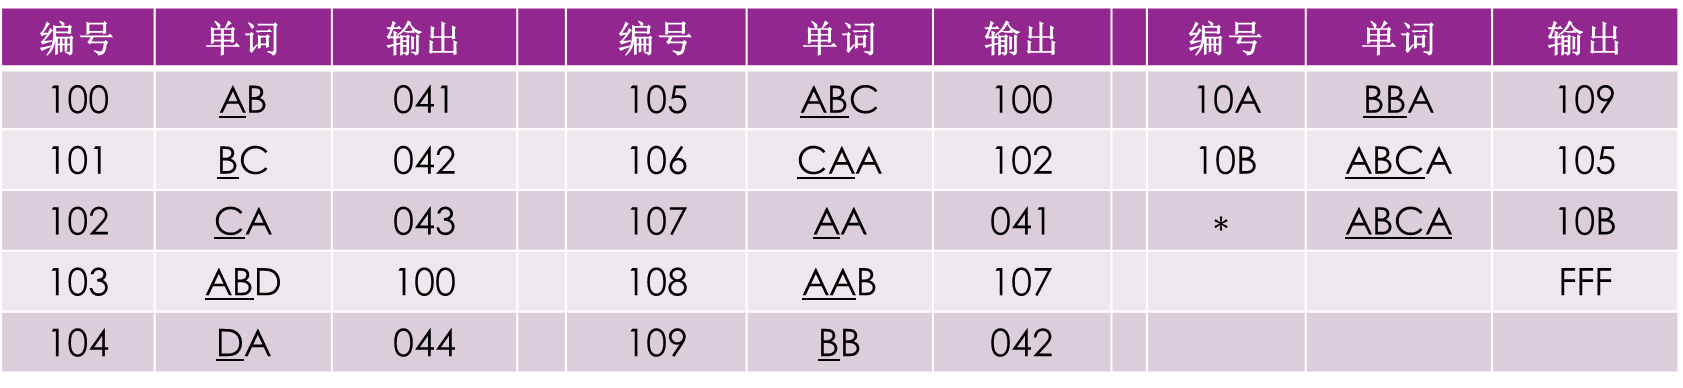 编号 单词 输出 编号 单词 输出 编号 单词 输出
100 AB 041 105 ABC 100 10A BBA 109
101 BC 042 106 CAA 102 10B ABCA 105
102 CA 043 107 AA 041 * ABCA 10B
103 ABD 100 108 AAB 107 FFF
104 DA 044 109 BB 042